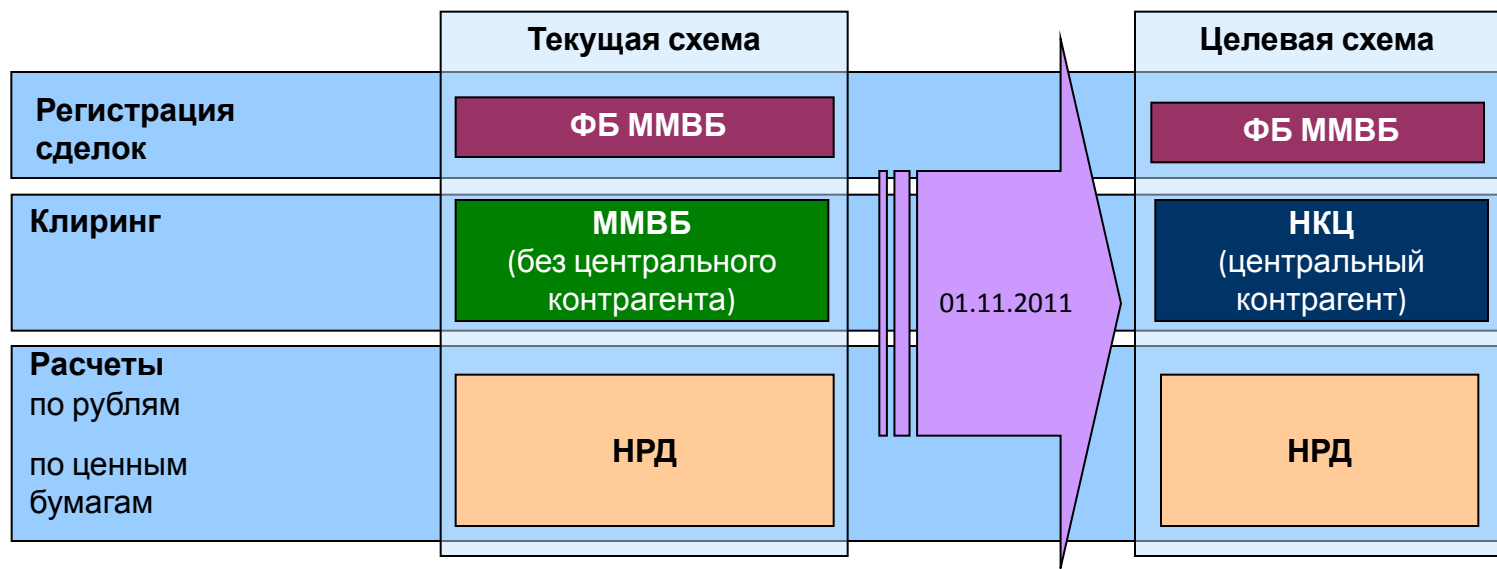 Текущая схема
Целевая схема
Регистрация
сделок
ФБ ММВБ
ФБ ММВБ
Клиринг
ММВБ
(без центрального
контрагента)
01.11.2011
НКЦ
(центральный
контрагент)
Расчеты
по рублям
по ценным
бумагам
НРД
НРД